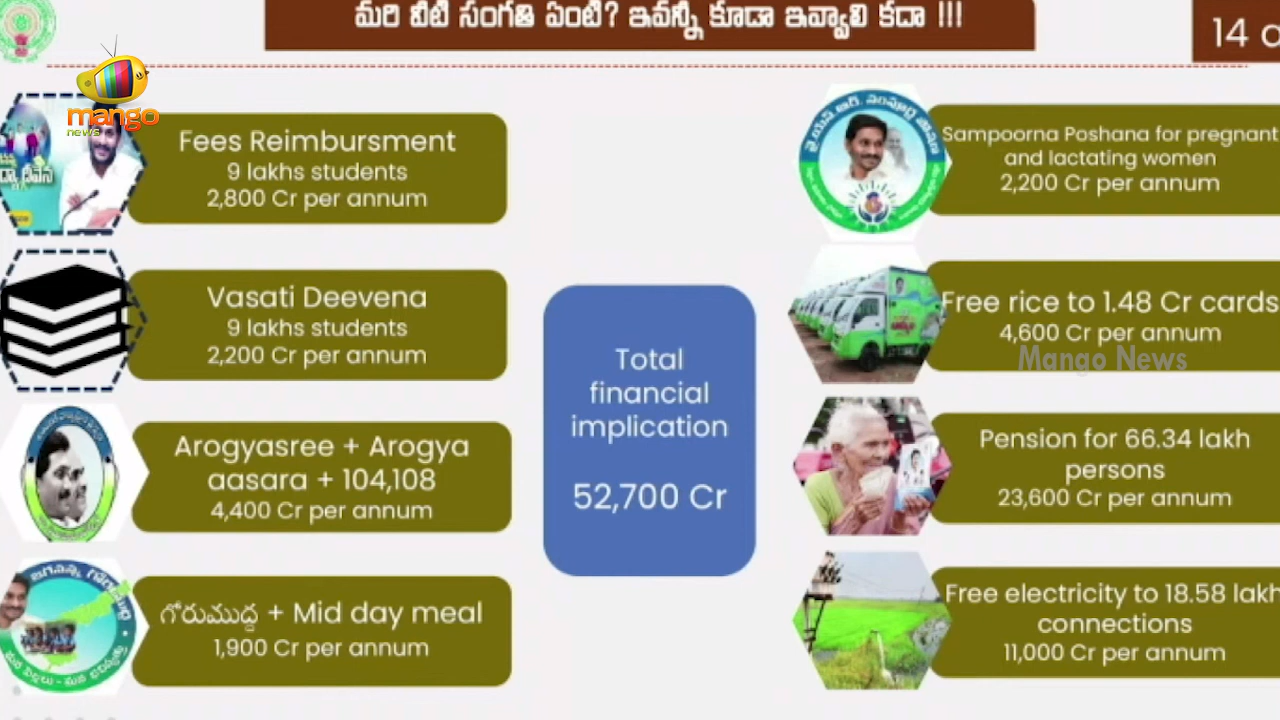 మరి వీటి సంగతి ఏంటి? ఇవన్నీ కూడా ఇవ్వాలి కదా !!!
14 o
mango
news
Fees Reimbursment
9 lakhs students
2,800 Cr per annum
Vasati Deevena
9 lakhs students
2,200 Cr per annum
Arogyasree + Arogya
aasara + 104,108
4,400 Cr per annum
గోరుముద్ద + Mid day meal
1,900 Cr per annum
Total
financial
implication
52,700 Cr
వై.యస్.ఆర్. సంపూర్ణ పోషణ
Sampoorna Poshana for pregnant
and lactating women
2,200 Cr per annum
Free rice to 1.48 Cr cards
4,600 Cr per annum
Mango News
Pension for 66.34 lakh
persons
23,600 Cr per annum
Free electricity to 18.58 lakh
connections
11,000 Cr per annum